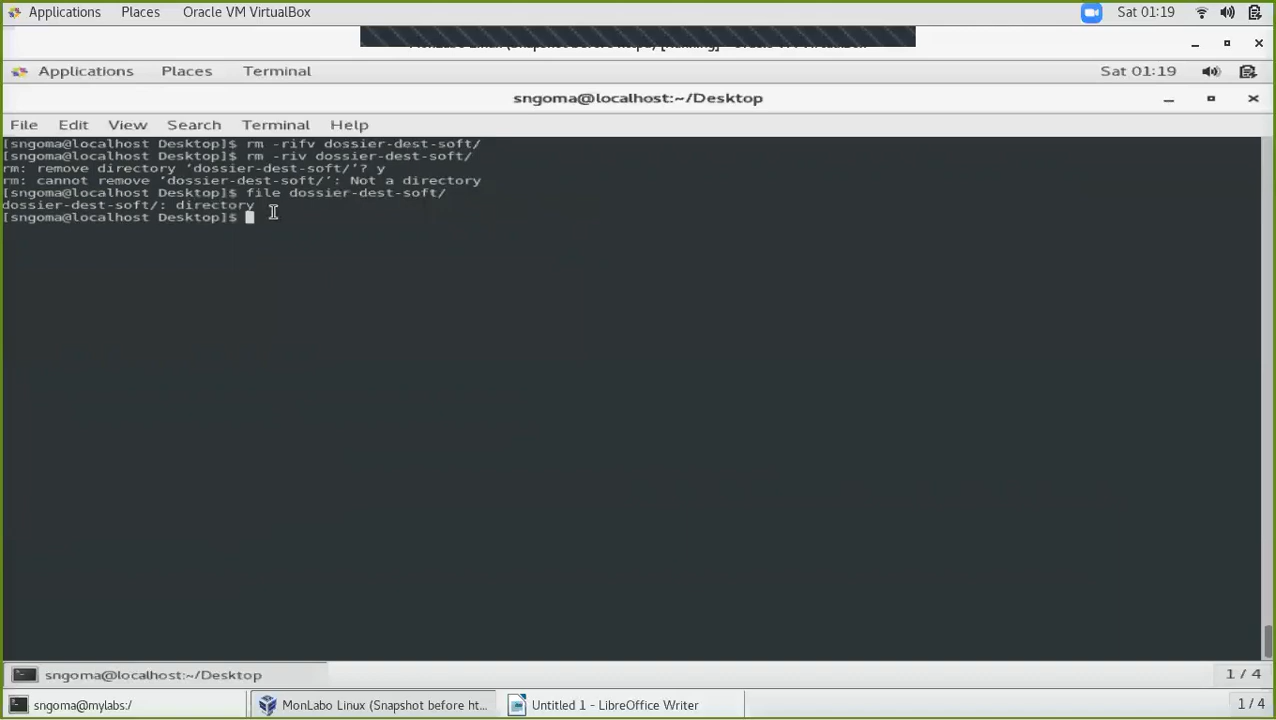 Applications Places Oracle VM VirtualBox Sat 01:19
Applications Places Terminal Sat 01:19
sngoma@localhost:~/Desktop
File Edit View Search Terminal Help
[sngoma@localhost Desktop]$ rm -rifv dossier-dest-soft/
[sngoma@localhost Desktop]$ rm -riv dossier-dest-soft/
rm: remove directory ‘dossier-dest-soft/’? y
rm: cannot remove ‘dossier-dest-soft/’: Not a directory
[sngoma@localhost Desktop]$ file dossier-dest-soft/
dossier-dest-soft/: directory
[sngoma@localhost Desktop]$
sngoma@localhost:~/Desktop 1 / 4
sngoma@mylabs:/ MonLabo Linux (Snapshot before ht... Untitled 1 - LibreOffice Writer 1 / 4